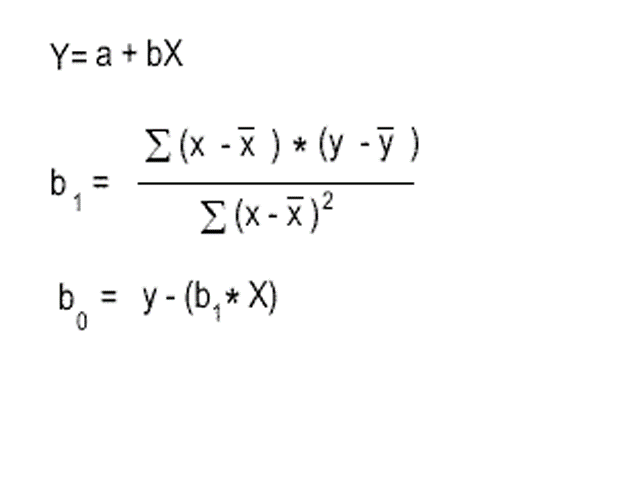 Y= a + bX
∑ (x - x̅ ) * (y - y̅ )
b₁ =
∑ (x - x̅ )²
b₀ = y - (b₁* X)